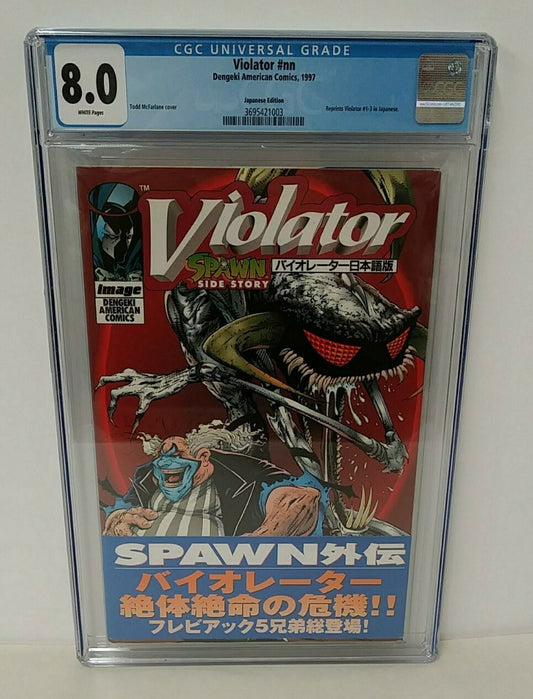 CGC UNIVERSAL GRADE
8.0
WHITE Pages
Violator #nn
Dengeki American Comics, 1997
Todd McFarlane cover
Japanese Edition
3695421003
Reprints Violator #1-3 in Japanese.
CGC
™
Violator
SPAWN
SIDE STORY
バイオレーター日本語版
Image
DENGEKI
AMERICAN
COMICS
SPAWN外伝
バイオレーター
絶体絶命の危機!!
フレビアック5兄弟総登場!